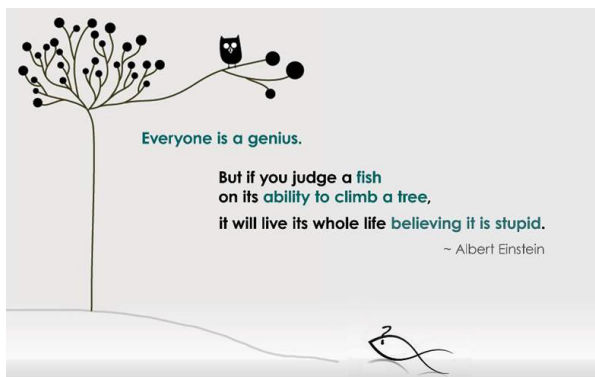 Everyone is a genius.
But if you judge a fish
on its ability to climb a tree,
it will live its whole life believing it is stupid.
~ Albert Einstein